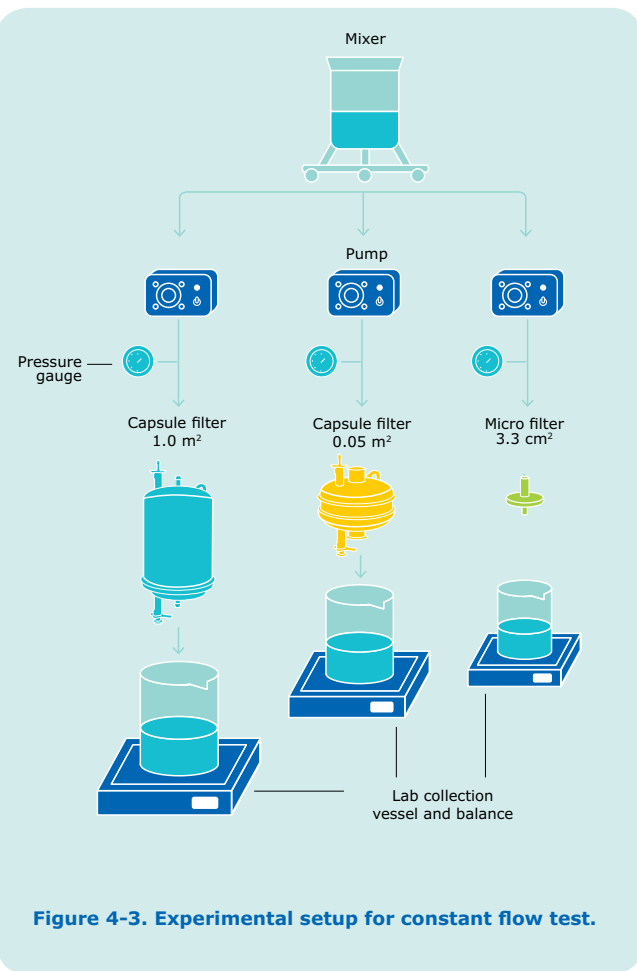 Mixer
Pump
Pressure
gauge
Capsule filter
1.0 m²
Capsule filter
0.05 m²
Micro filter
3.3 cm²
Lab collection
vessel and balance
Figure 4-3. Experimental setup for constant flow test.